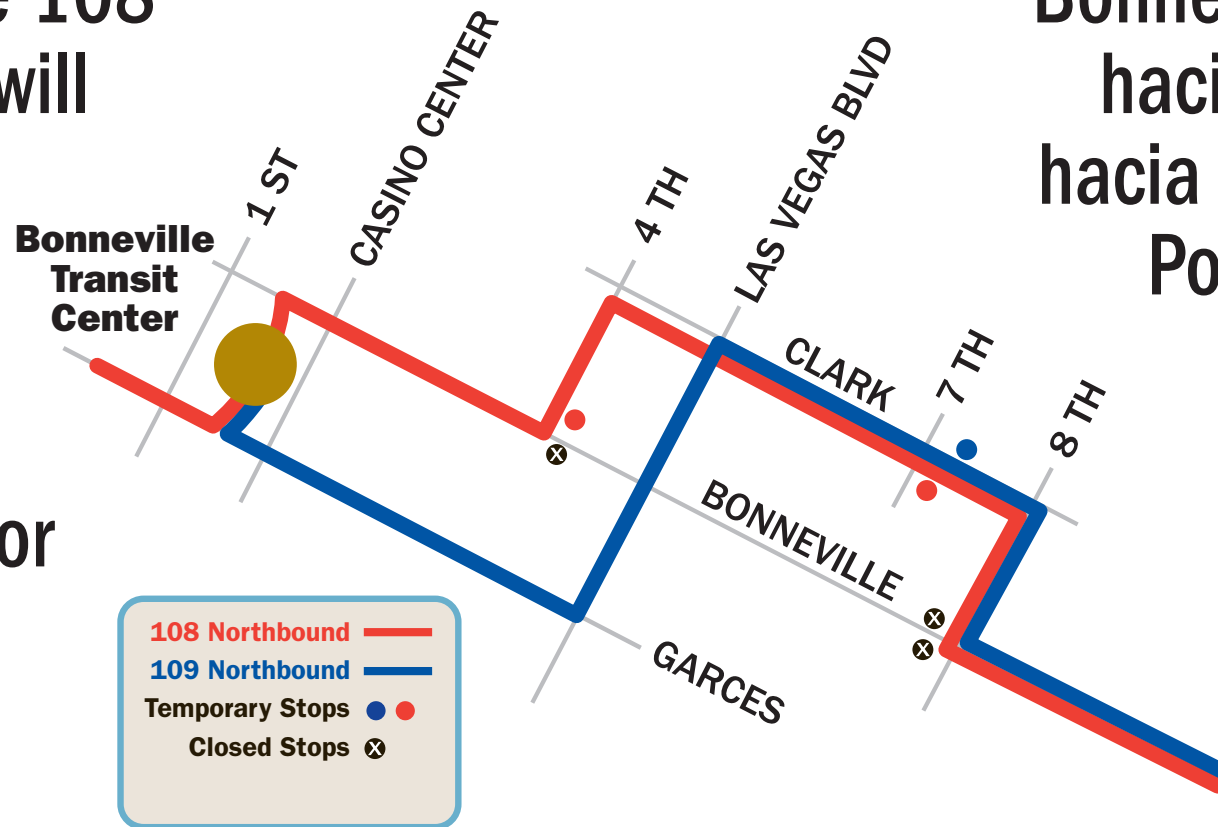 108
will
or
Bonne
haci
hacia
Po
1 ST
CASINO CENTER
4 TH
LAS VEGAS BLVD
7 TH
8 TH
Bonneville
Transit
Center
CLARK
BONNEVILLE
GARCES
X
X
X
108 Northbound
109 Northbound
Temporary Stops
Closed Stops X